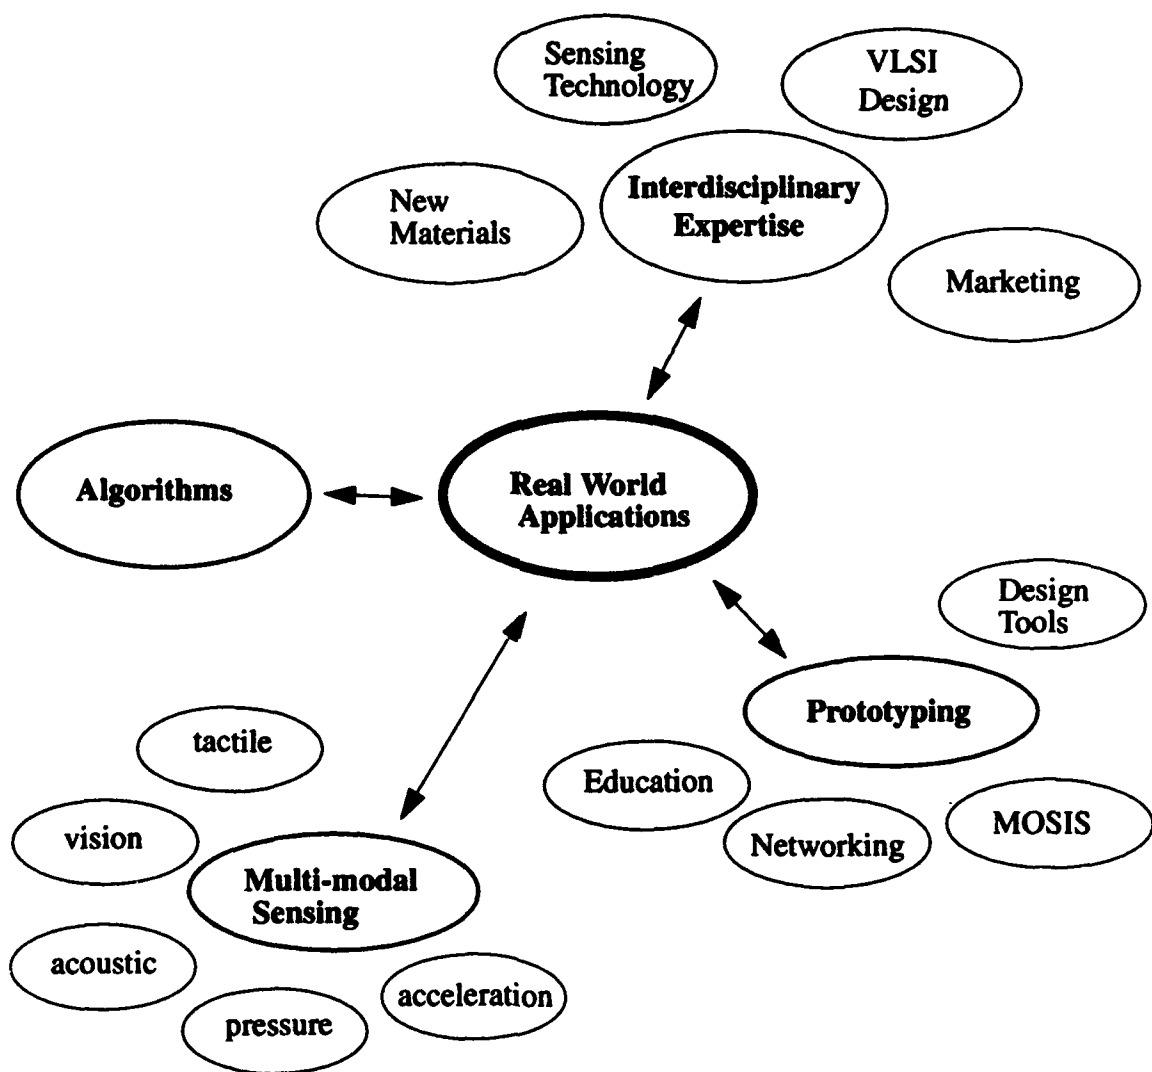 Sensing
Technology
VLSI
Design
Interdisciplinary
Expertise
New
Materials
Marketing
Algorithms
Real World
Applications
Design
Tools
Prototyping
tactile
Education
vision
Networking
MOSIS
Multi-modal
Sensing
acoustic
acceleration
pressure